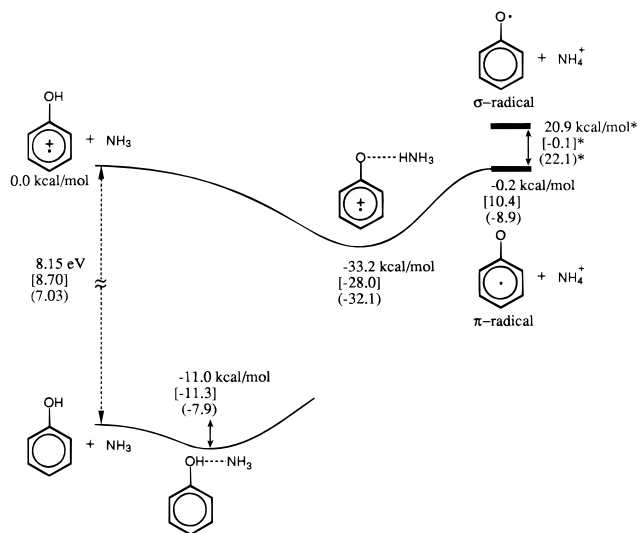 O•
+ NH₄⁺
σ−radical
OH
+•
+ NH₃
0.0 kcal/mol
20.9 kcal/mol*
[-0.1]*
(22.1)*
O------HNH₃
+•
-0.2 kcal/mol
[10.4]
(-8.9)
8.15 eV
[8.70]
(7.03)
≈
-33.2 kcal/mol
[-28.0]
(-32.1)
O
•
+ NH₄⁺
π−radical
-11.0 kcal/mol
[-11.3]
(-7.9)
OH
+ NH₃
OH----NH₃